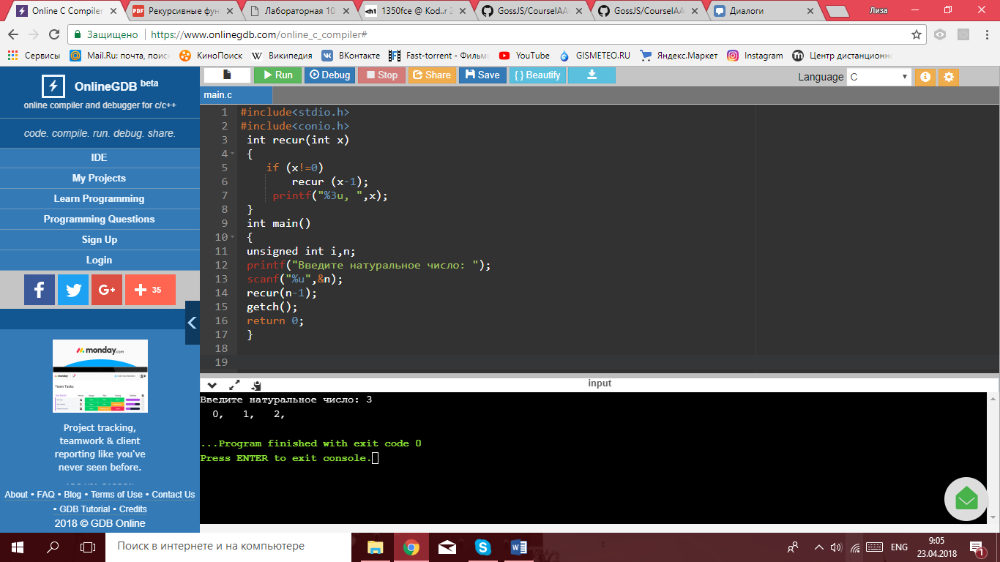 Online C Compiler
Рекурсивные фун
Лабораторная 10.
ch1 1350fce @ Kod..r 2
GossJS/CourseIAA
GossJS/CourseIAA
Диалоги
Лиза
Защищено https://www.onlinegdb.com/online_c_compiler#
Сервисы
Mail.Ru: почта, поиск
КиноПоиск
W Википедия
ВКонтакте
Fast-torrent - Фильмы
YouTube
GISMETEO.RU
Яндекс.Маркет
Instagram
Центр дистанционн
OnlineGDB beta
online compiler and debugger for c/c++
code. compile. run. debug. share.
IDE
My Projects
Learn Programming
Programming Questions
Sign Up
Login
35
monday.com
Team Tasks
Project tracking,
teamwork & client
reporting like you've
never seen before.
About • FAQ • Blog • Terms of Use • Contact Us
• GDB Tutorial • Credits
2018 © GDB Online
Run Debug Stop Share Save { } Beautify
Language C
main.c
1 #include<stdio.h>
2 #include<conio.h>
3 int recur(int x)
4 {
5 if (x!=0)
6 recur (x-1);
7 printf("%3u, ",x);
8 }
9 int main()
10 {
11 unsigned int i,n;
12 printf("Введите натуральное число: ");
13 scanf("%u",&n);
14 recur(n-1);
15 getch();
16 return 0;
17 }
18
19
input
Введите натуральное число: 3
0, 1, 2,
...Program finished with exit code 0
Press ENTER to exit console.
Поиск в интернете и на компьютере
ENG
9:05
23.04.2018
1